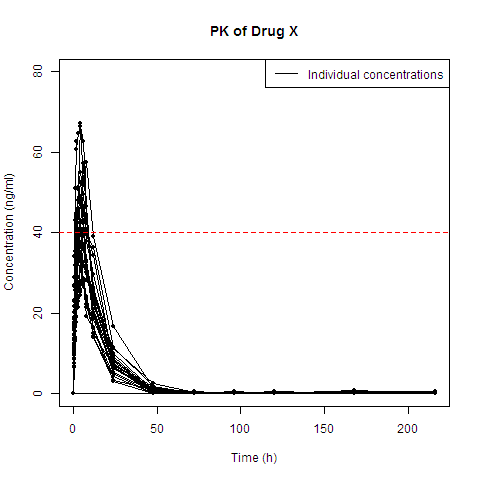 PK of Drug X
Individual concentrations
Concentration (ng/ml)
80
60
40
20
0
0 50 100 150 200
Time (h)